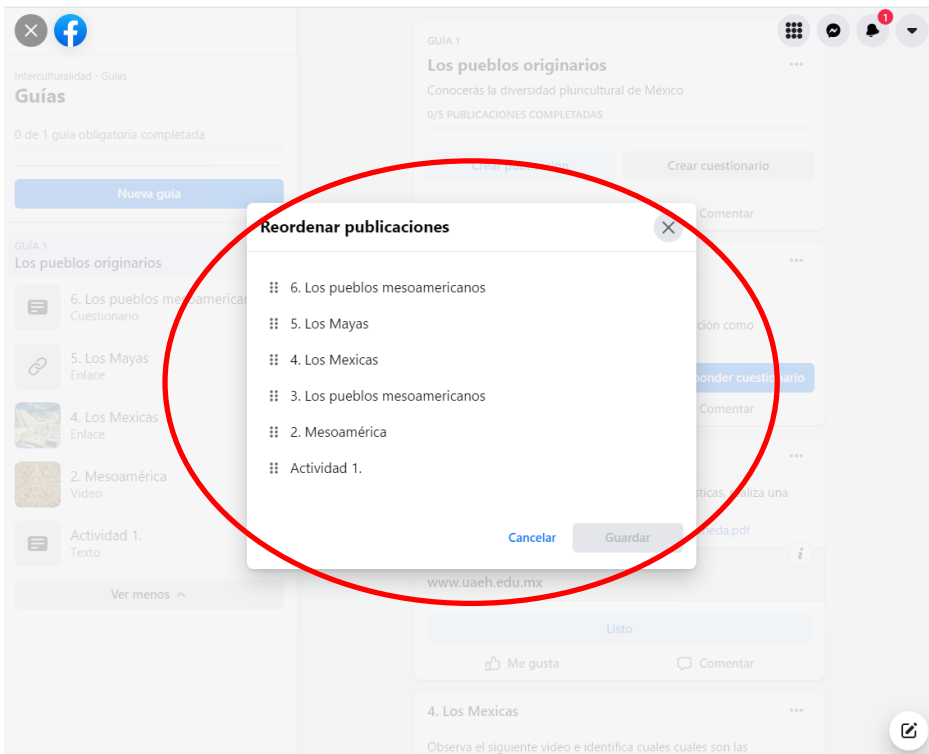 1
Interculturalidad › Guías
Guías
0 de 1 guía obligatoria completada
Nueva guía
GUÍA 1
Los pueblos originarios
6. Los pueblos mesoamerican
Cuestionario
5. Los Mayas
Enlace
4. Los Mexicas
Enlace
2. Mesoamérica
Video
Actividad 1.
Texto
Ver menos
GUÍA 1
Los pueblos originarios
Conocerás la diversidad pluricultural de México
0/5 PUBLICACIONES COMPLETADAS
Crear publicación
Crear cuestionario
Comentar
Reordenar publicaciones
6. Los pueblos mesoamericanos
5. Los Mayas
4. Los Mexicas
3. Los pueblos mesoamericanos
2. Mesoamérica
Actividad 1.
Cancelar
Guardar
ción como
ponder cuestionario
Comentar
sticas, realiza una
neda.pdf
www.uaeh.edu.mx
Listo
Me gusta
Comentar
4. Los Mexicas
Observa el siguiente video e identifica cuales cuales son las